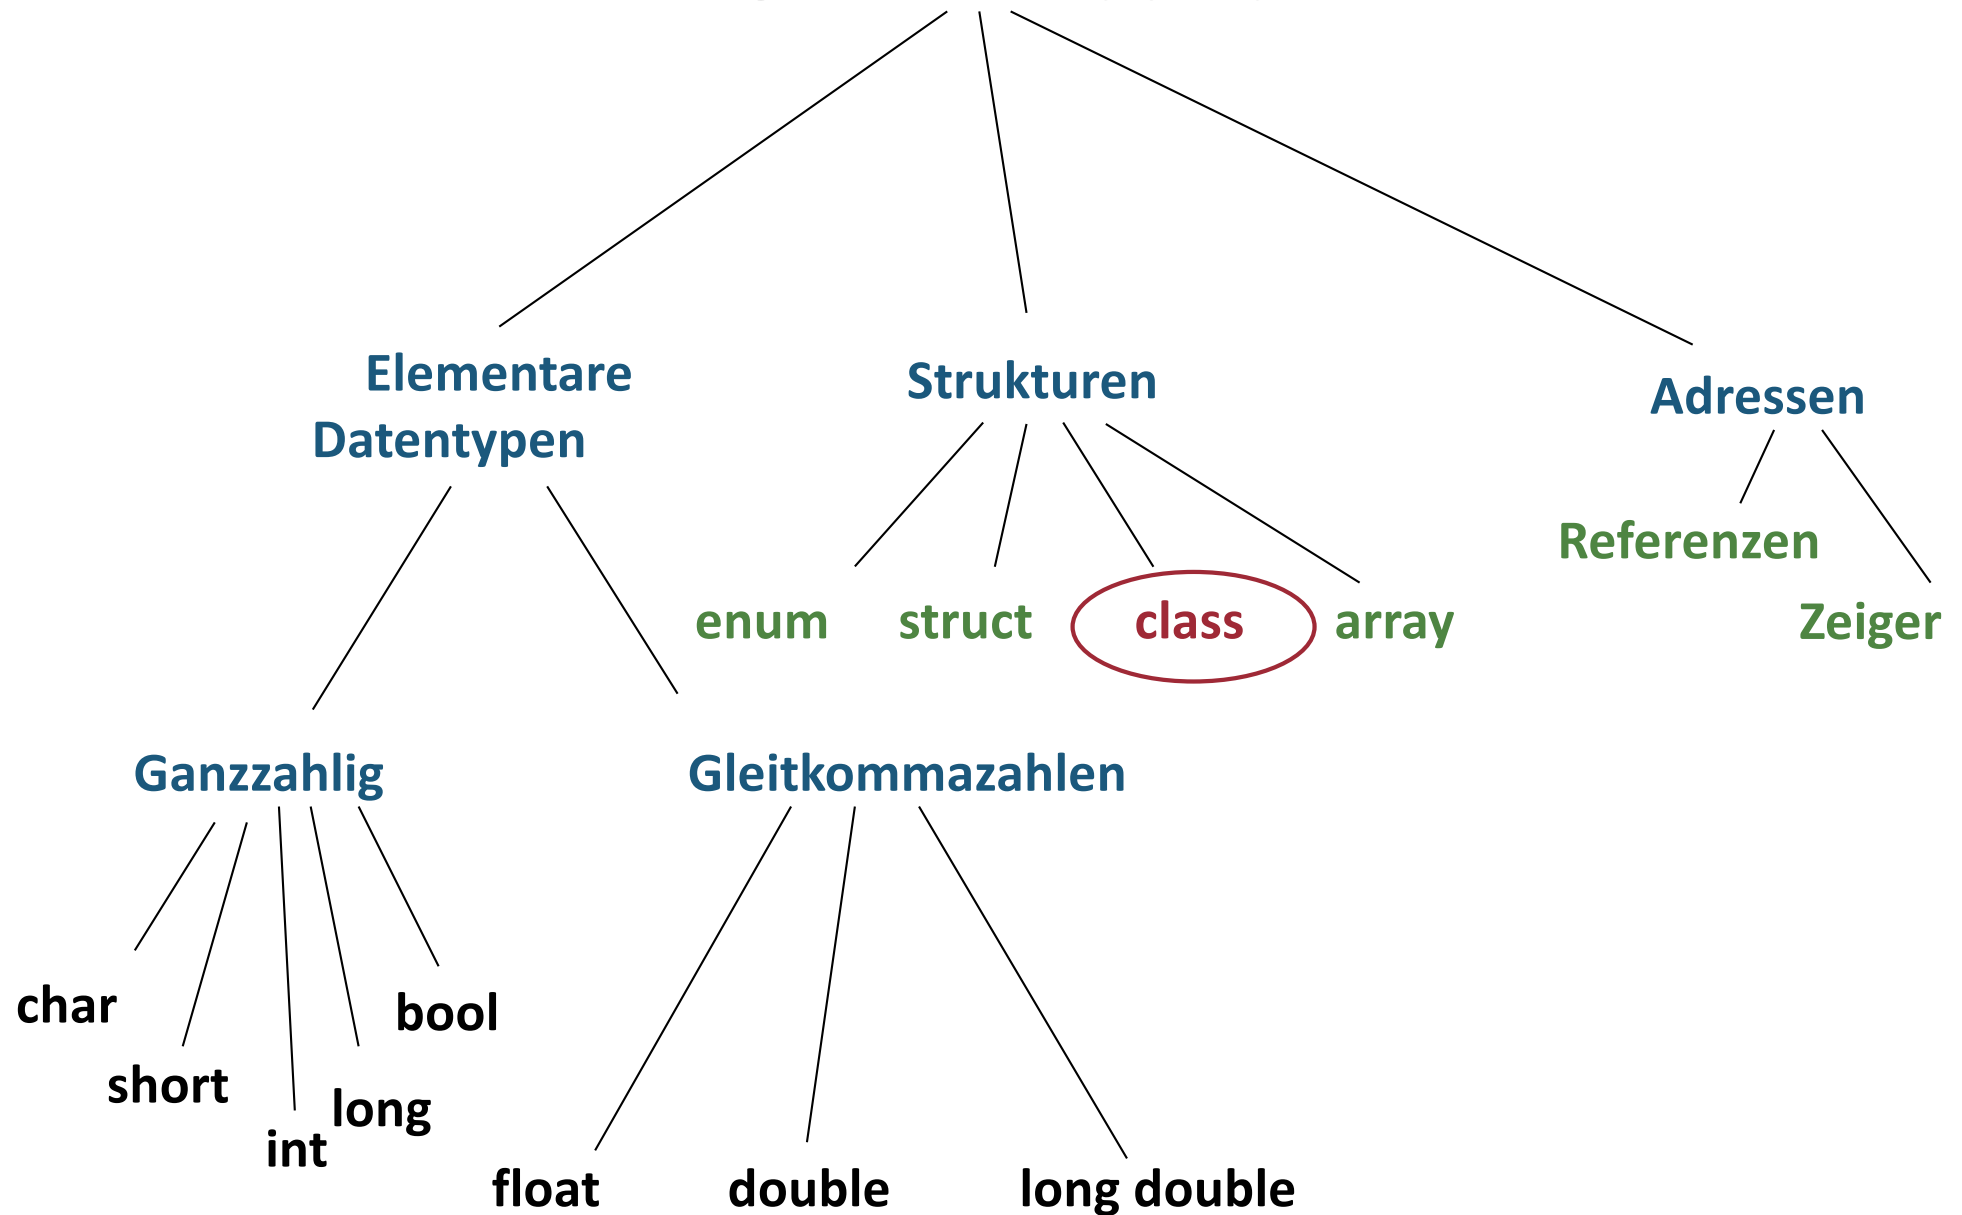 Elementare
Datentypen
Strukturen
Adressen
Referenzen
Zeiger
enum
struct
class
array
Ganzzahlig
Gleitkommazahlen
char
short
int
long
bool
float
double
long double